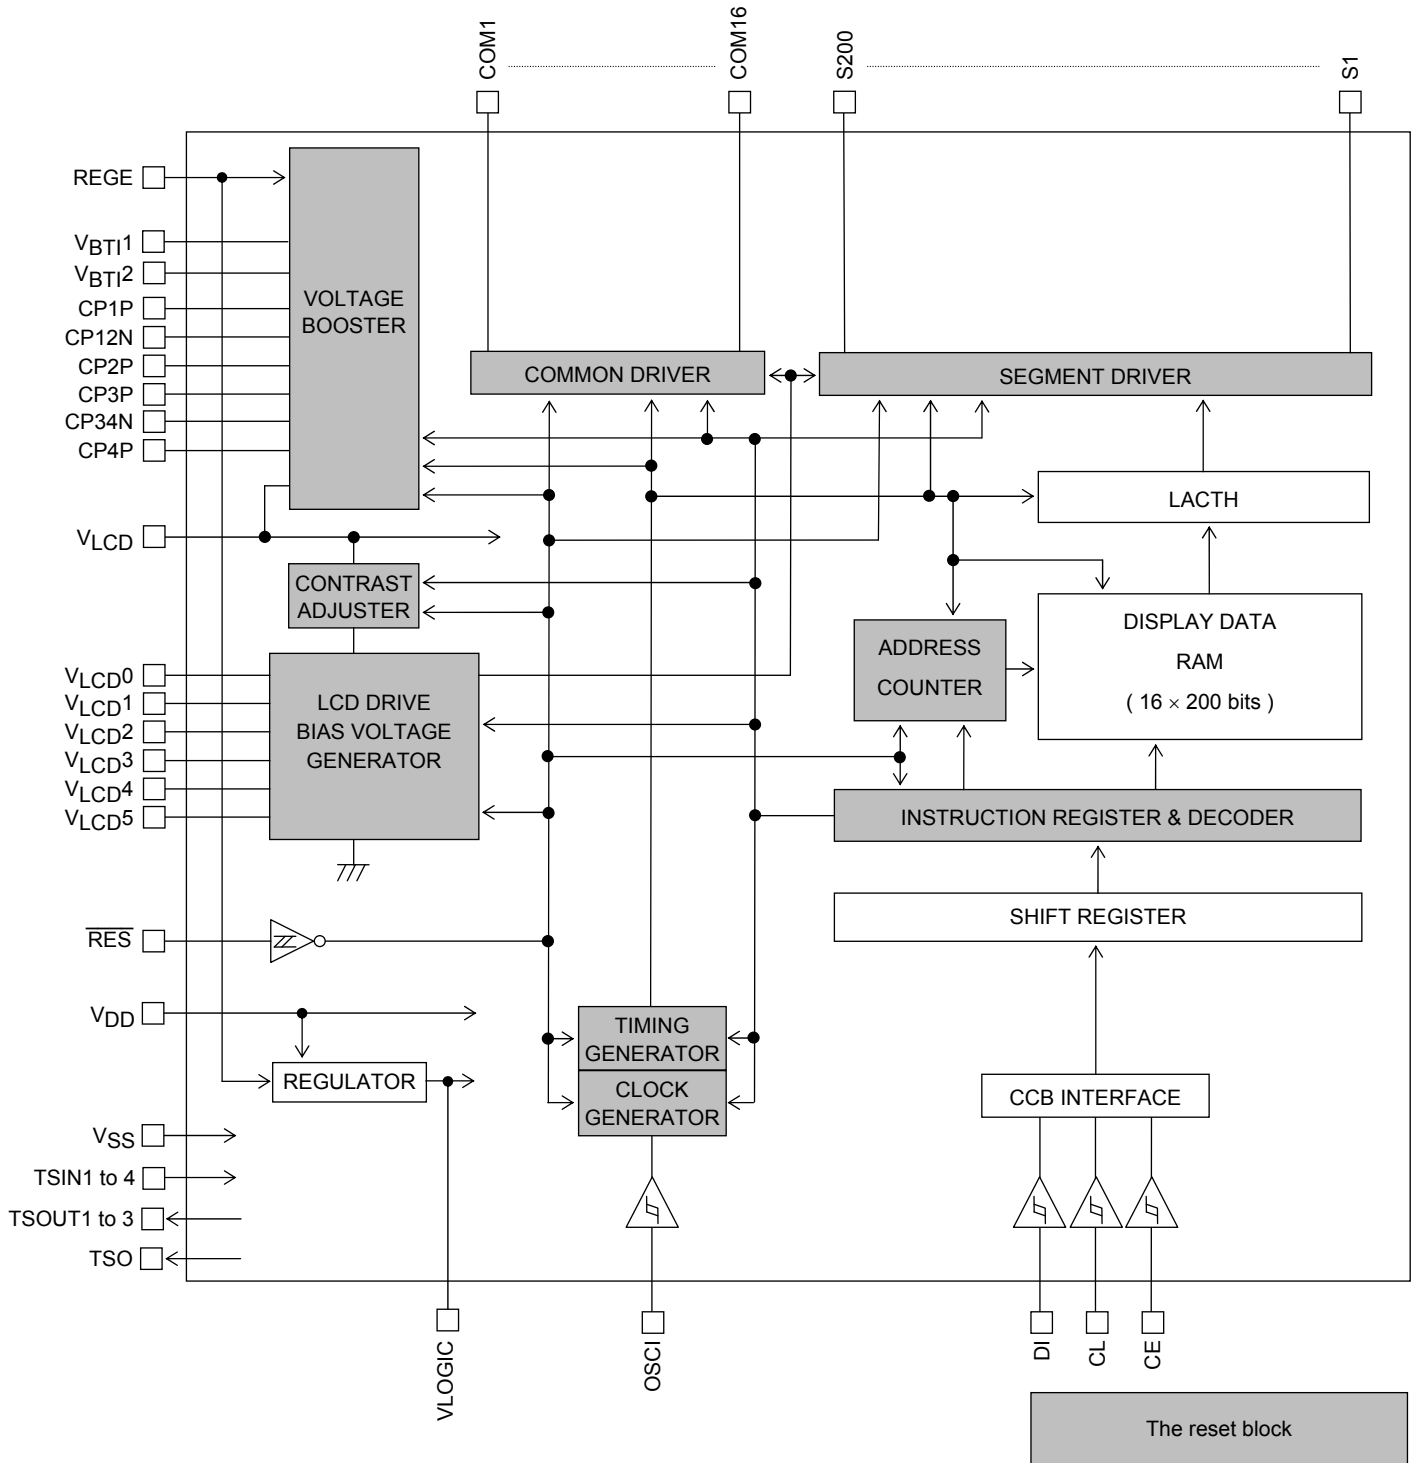 COM1
COM16
S200
S1
REGE
VBTI1
VBTI2
CP1P
CP12N
CP2P
CP3P
CP34N
CP4P
VOLTAGE
BOOSTER
COMMON DRIVER
SEGMENT DRIVER
LACTH
VLCD
CONTRAST
ADJUSTER
ADDRESS
COUNTER
DISPLAY DATA
RAM
( 16 × 200 bits )
VLCD0
VLCD1
VLCD2
VLCD3
VLCD4
VLCD5
LCD DRIVE
BIAS VOLTAGE
GENERATOR
INSTRUCTION REGISTER & DECODER
SHIFT REGISTER
RES
VDD
TIMING
GENERATOR
REGULATOR
CLOCK
GENERATOR
CCB INTERFACE
VSS
TSIN1 to 4
TSOUT1 to 3
TSO
VLOGIC
OSCI
DI
CL
CE
The reset block